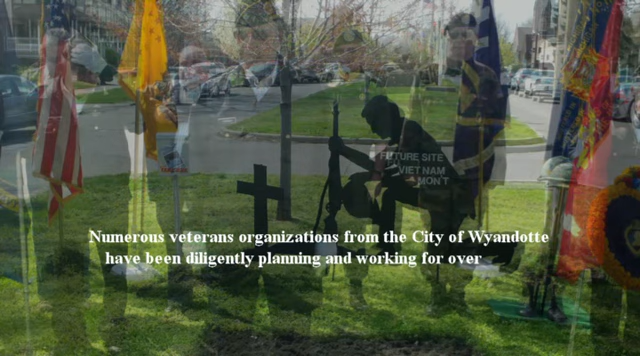 FUTURE SITE
VIET NAM
MON'T
Numerous veterans organizations from the City of Wyandotte
have been diligently planning and working for over